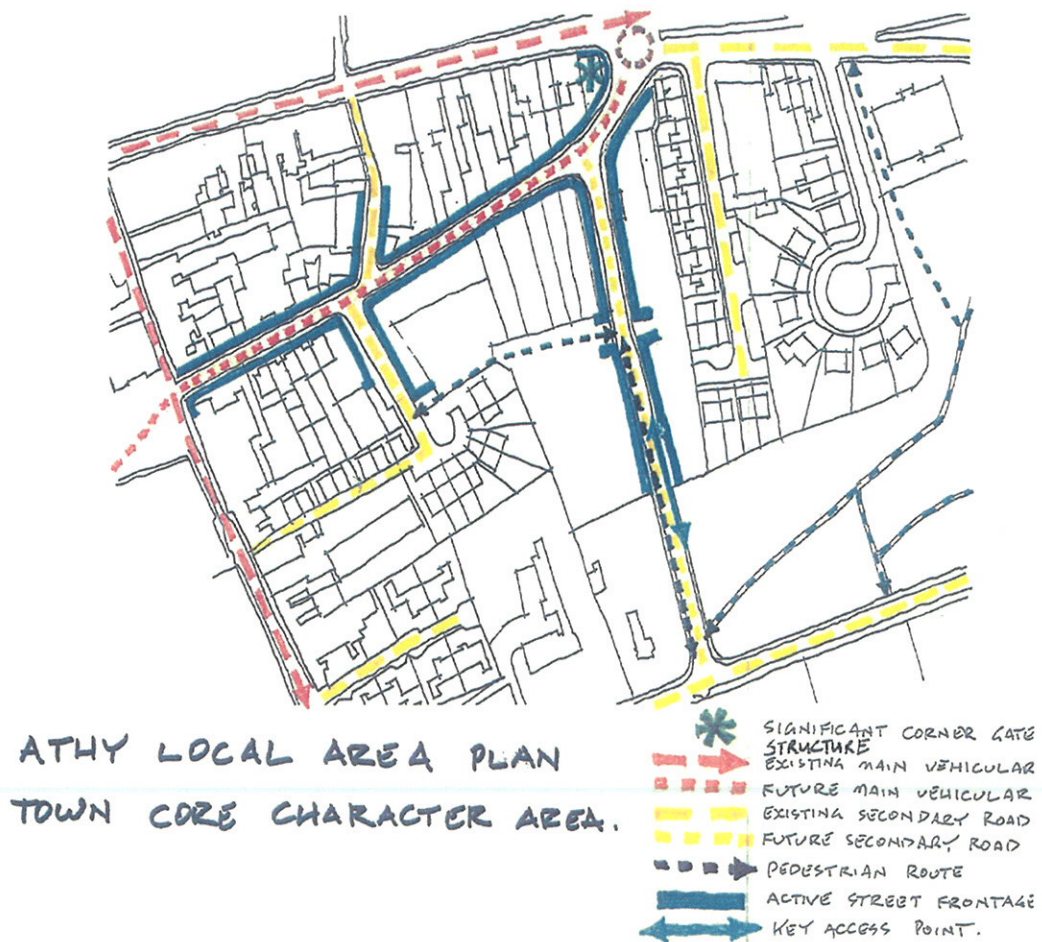 ATHY LOCAL AREA PLAN
TOWN CORE CHARACTER AREA.
SIGNIFICANT CORNER GATE
STRUCTURE
EXISTING MAIN VEHICULAR
FUTURE MAIN VEHICULAR
EXISTING SECONDARY ROAD
FUTURE SECONDARY ROAD
PEDESTRIAN ROUTE
ACTIVE STREET FRONTAGE
KEY ACCESS POINT.